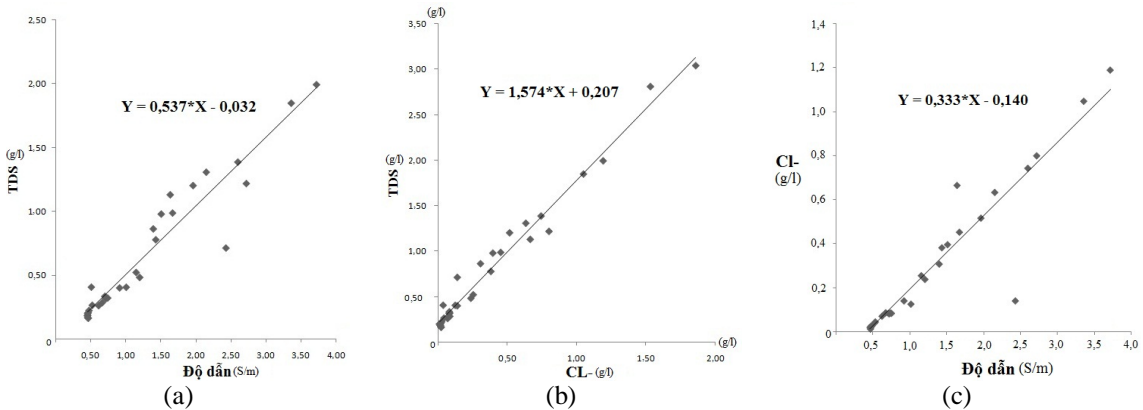 (g/l)
2,50
2,00
1.50
1.00
0,50
0
TDS
(g/l)
Y = 0,537*X - 0,032
0,50
1,00
1.50
2.00
2.50
3,00
3,50
4.00
Độ dẫn (S/m)
(a)
(g/l)
3,50
3,00
2,50
2.00
1.50
1.00
0,50
0
TDS (g/l)
Y = 1,574*X + 0,207
0
0,50
1.00
1.50
2.00
(g/l)
CL- (g/l)
(b)
1,4
1,2
1,0
0,8
0,6
0,4
0,2
0
Cl-
(g/l)
Y = 0,333*X - 0,140
0
0,5
1,0
1.5
2.0
2.5
3,0
3,5
4.0
Độ dẫn (S/m)
(c)